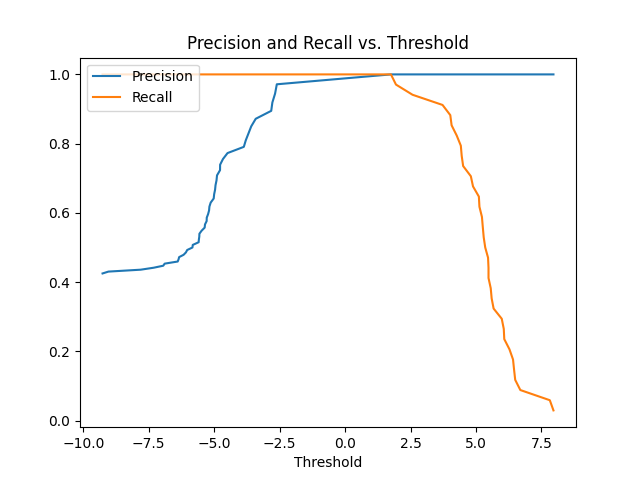 Precision and Recall vs. Threshold
1.0
0.8
0.6
0.4
0.2
0.0
Precision
Recall
−10.0 −7.5 −5.0 −2.5 0.0 2.5 5.0 7.5
Threshold